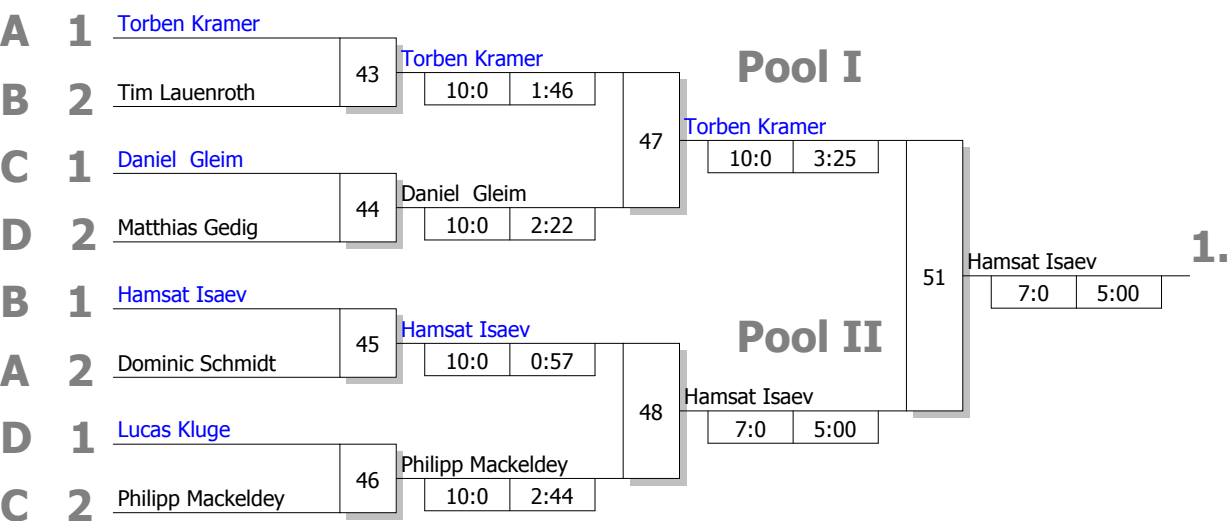 A 1 Torben Kramer
43
Torben Kramer
10:0 1:46
B 2 Tim Lauenroth
Pool I
47
Torben Kramer
10:0 3:25
C 1 Daniel Gleim
44
Daniel Gleim
10:0 2:22
D 2 Matthias Gedig
51
Hamsat Isaev
7:0 5:00
1.
B 1 Hamsat Isaev
45
Hamsat Isaev
10:0 0:57
A 2 Dominic Schmidt
Pool II
48
Hamsat Isaev
7:0 5:00
D 1 Lucas Kluge
46
Philipp Mackeldey
10:0 2:44
C 2 Philipp Mackeldey